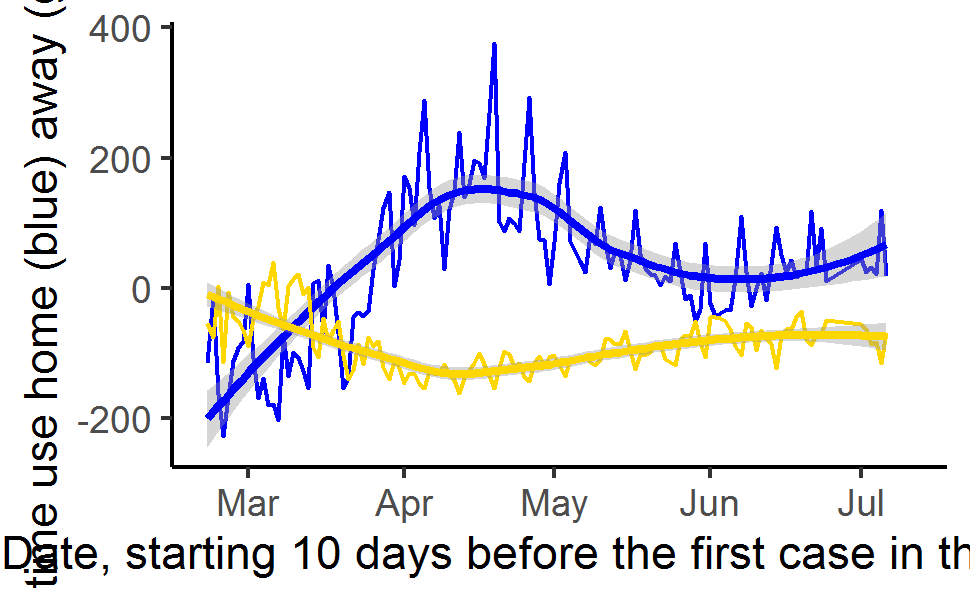 time use home (blue) away (g
400
200
0
-200
Mar Apr May Jun Jul
Date, starting 10 days before the first case in th